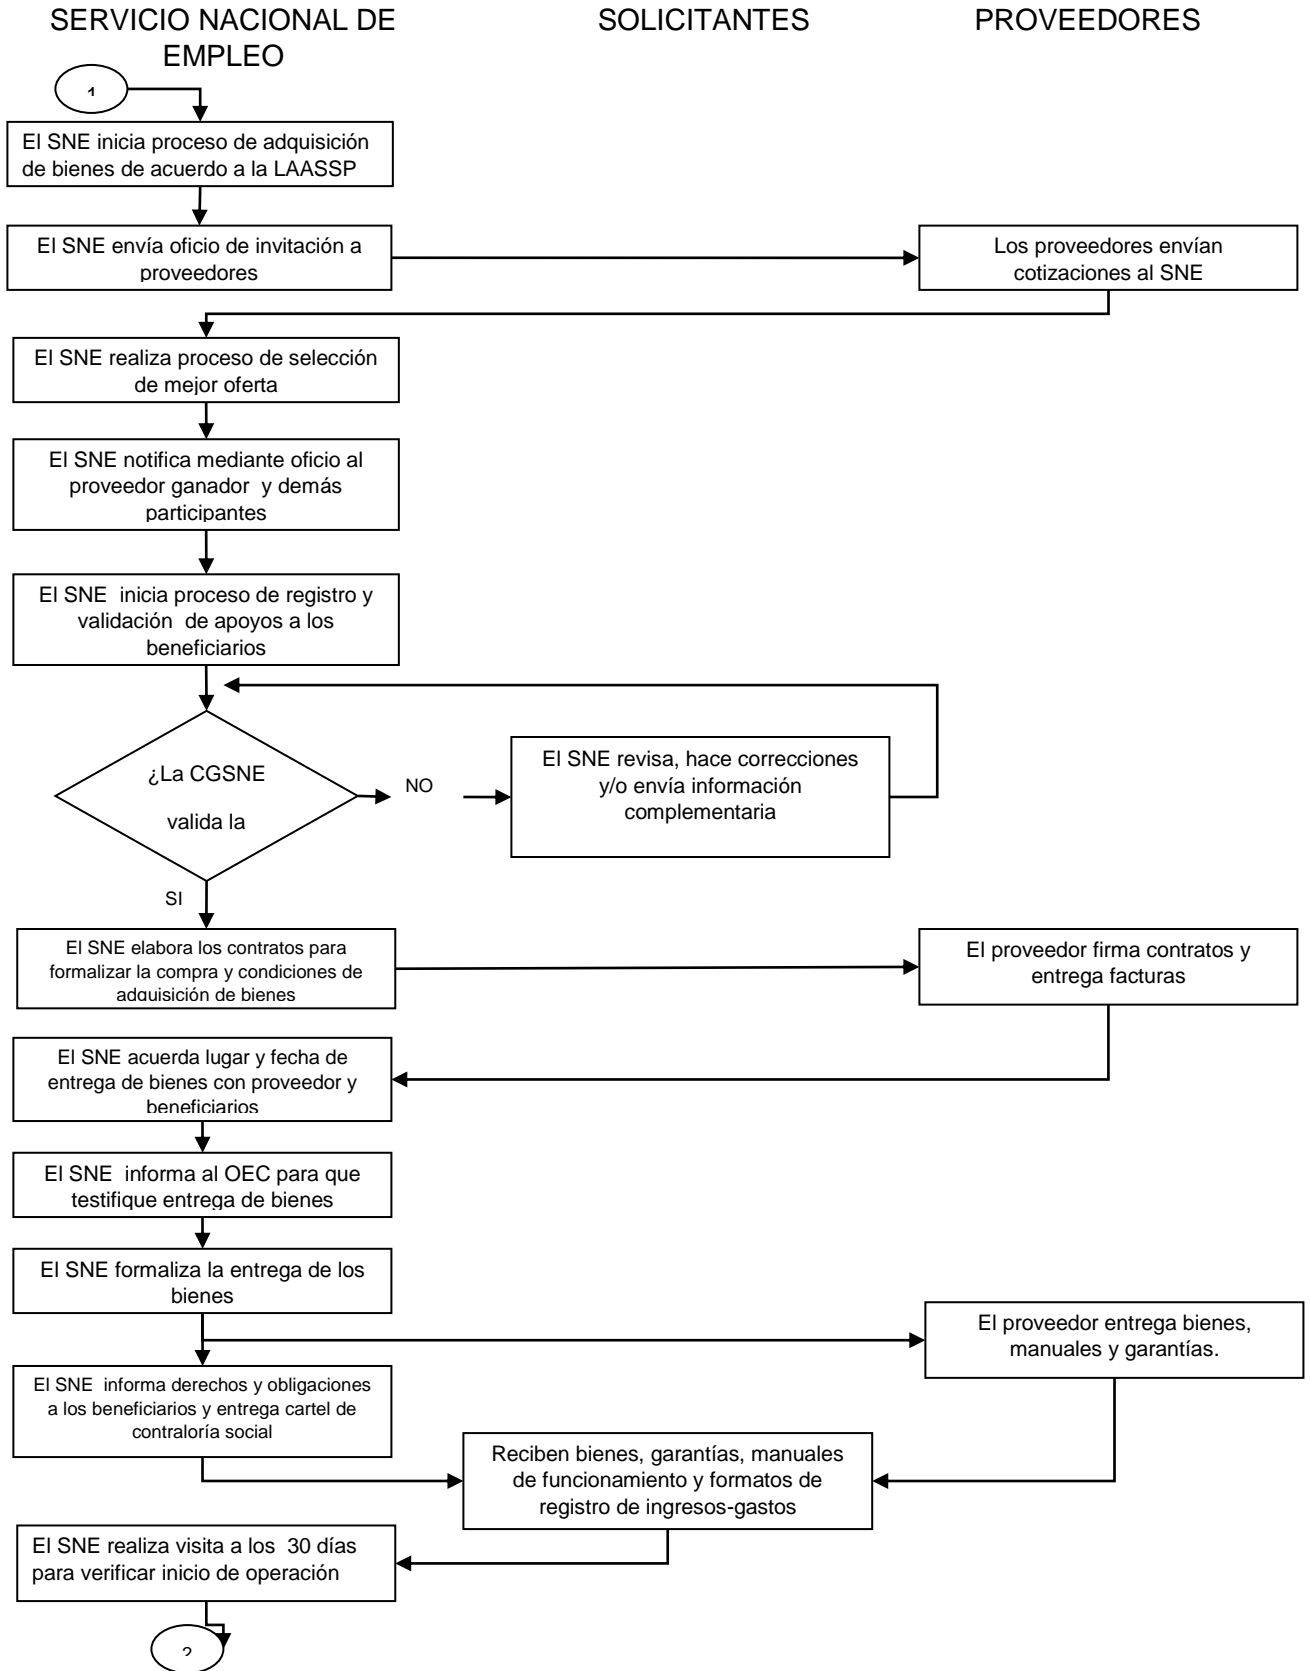 SERVICIO NACIONAL DE
EMPLEO
SOLICITANTES
PROVEEDORES
1
El SNE inicia proceso de adquisición
de bienes de acuerdo a la LAASSP
El SNE envía oficio de invitación a
proveedores
Los proveedores envían
cotizaciones al SNE
El SNE realiza proceso de selección
de mejor oferta
El SNE notifica mediante oficio al
proveedor ganador y demás
participantes
El SNE inicia proceso de registro y
validación de apoyos a los
beneficiarios
¿La CGSNE
valida la
NO
El SNE revisa, hace correcciones
y/o envía información
complementaria
SI
El SNE elabora los contratos para
formalizar la compra y condiciones de
adquisición de bienes
El proveedor firma contratos y
entrega facturas
El SNE acuerda lugar y fecha de
entrega de bienes con proveedor y
beneficiarios
El SNE informa al OEC para que
testifique entrega de bienes
El SNE formaliza la entrega de los
bienes
El proveedor entrega bienes,
manuales y garantías.
El SNE informa derechos y obligaciones
a los beneficiarios y entrega cartel de
contraloría social
Reciben bienes, garantías, manuales
de funcionamiento y formatos de
registro de ingresos-gastos
El SNE realiza visita a los 30 días
para verificar inicio de operación
2